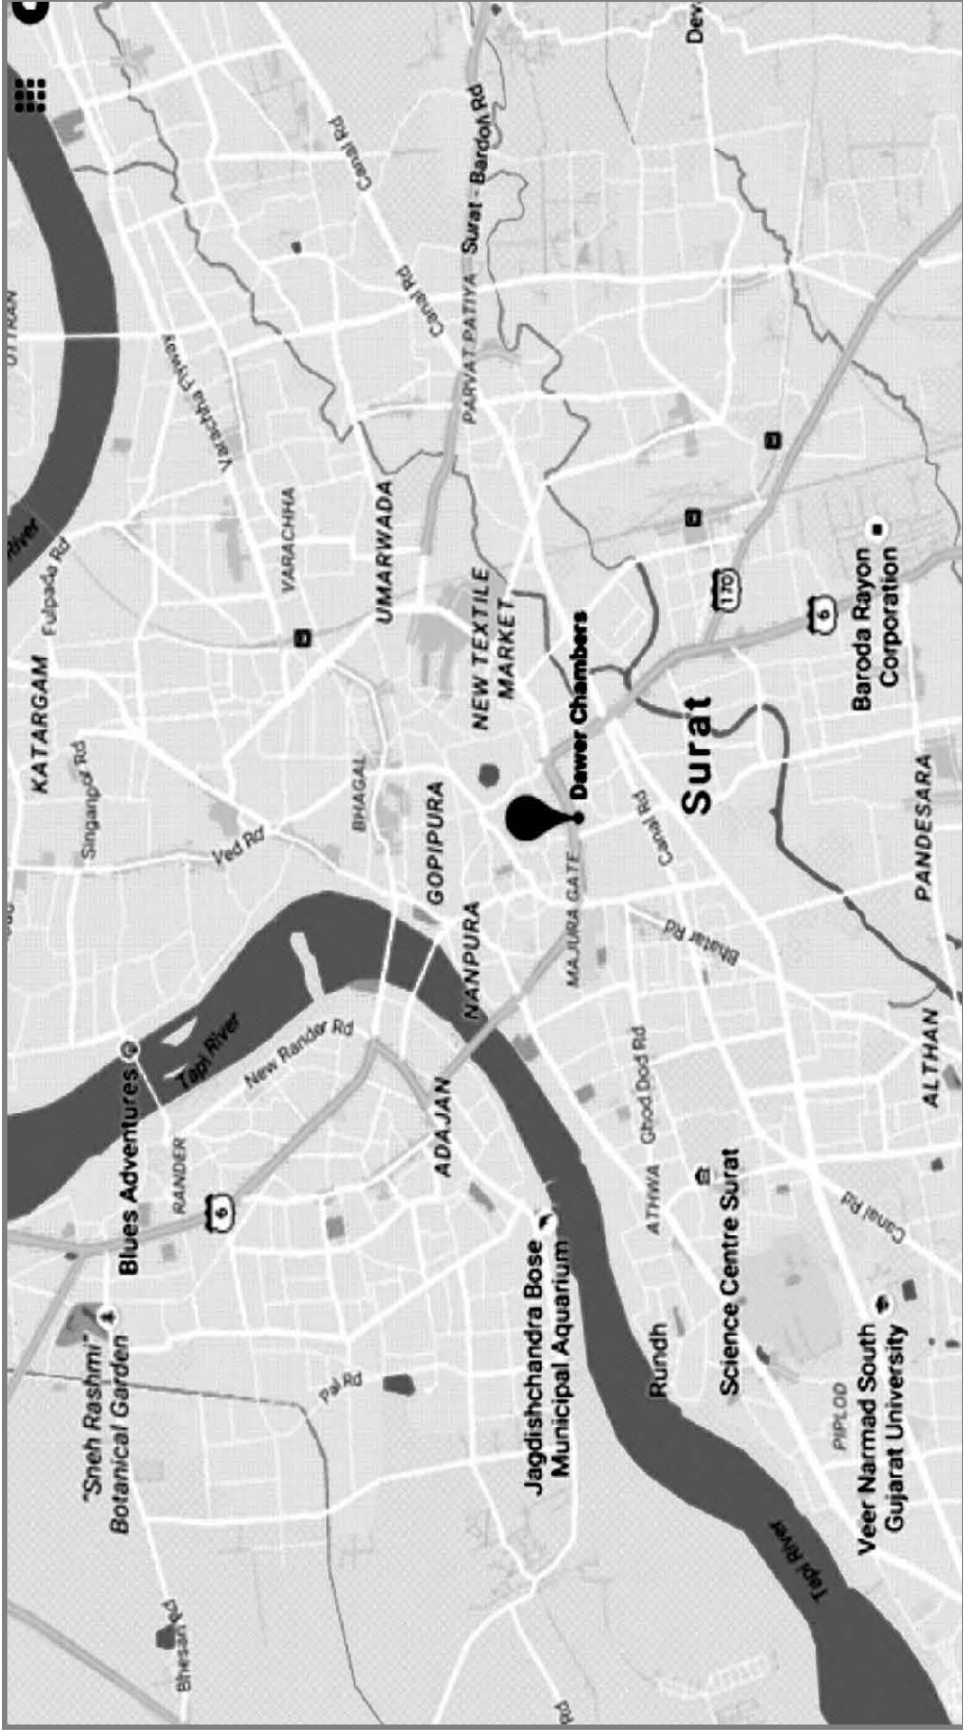 UTTRAN
River
KATARGAM
Fulpada Rd
Singanpor Rd
"Sneh Rashmi"
Botanical Garden
Blues Adventures
Bhesan Rd
RANDER
Tapi River
Varachha Flyway
6
Ved Rd
New Rander Rd
VARACHHA
Pal Rd
BHAGAL
Canal Rd
UMARWADA
GOPIPURA
Canal Rd
ADAJAN
NANPURA
PARVAT PATIYA
Surat - Bardoli Rd
NEW TEXTILE
MARKET
Jagdishchandra Bose
Municipal Aquarium
Rd
MAJURA GATE
Dawer Chambers
Ghod Dod Rd
ATHWA
Canal Rd
Rundh
Bhatar Rd
Surat
Dev
170
Science Centre Surat
Tapi River
6
PIPLOD
Canal Rd
Baroda Rayon
Corporation
Veer Narmad South
Gujarat University
PANDESARA
ALTHAN